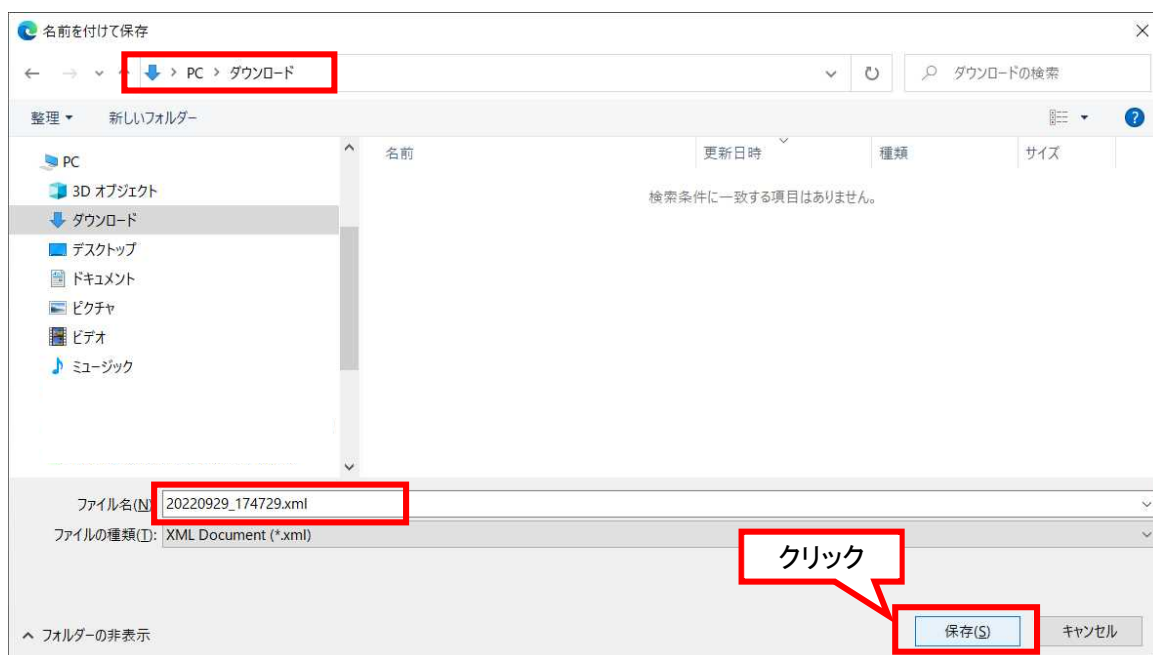 名前を付けて保存
PC > ダウンロード
ダウンロードの検索
整理
新しいフォルダー
PC
3D オブジェクト
ダウンロード
デスクトップ
ドキュメント
ピクチャ
ビデオ
ミュージック
名前 更新日時 種類 サイズ
検索条件に一致する項目はありません。
ファイル名(N) 20220929_174729.xml
ファイルの種類(T): XML Document (*.xml)
クリック
フォルダーの非表示
保存(S)
キャンセル